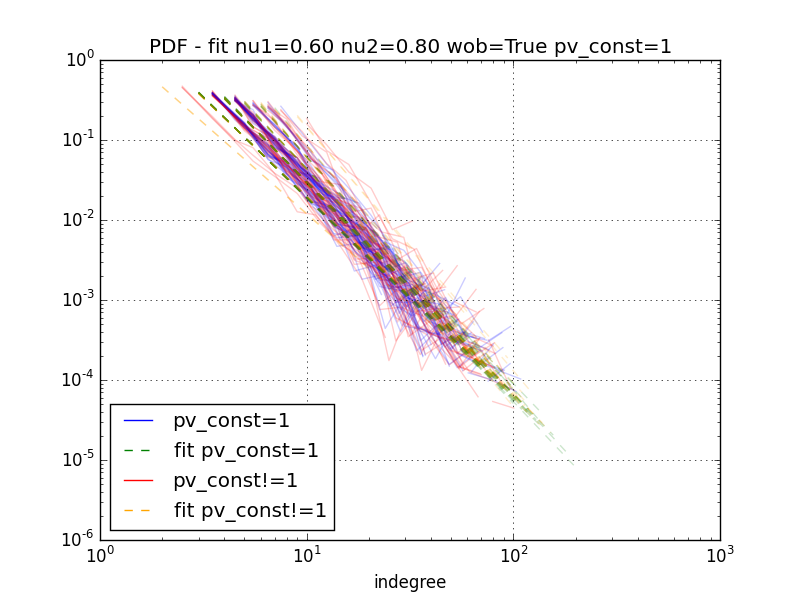 PDF - fit nu1=0.60 nu2=0.80 wob=True pv_const=1
10^0
10^-1
10^-2
10^-3
10^-4
10^-5
10^-6
pv_const=1
fit pv_const=1
pv_const!=1
fit pv_const!=1
10^0 10^1 10^2 10^3
indegree